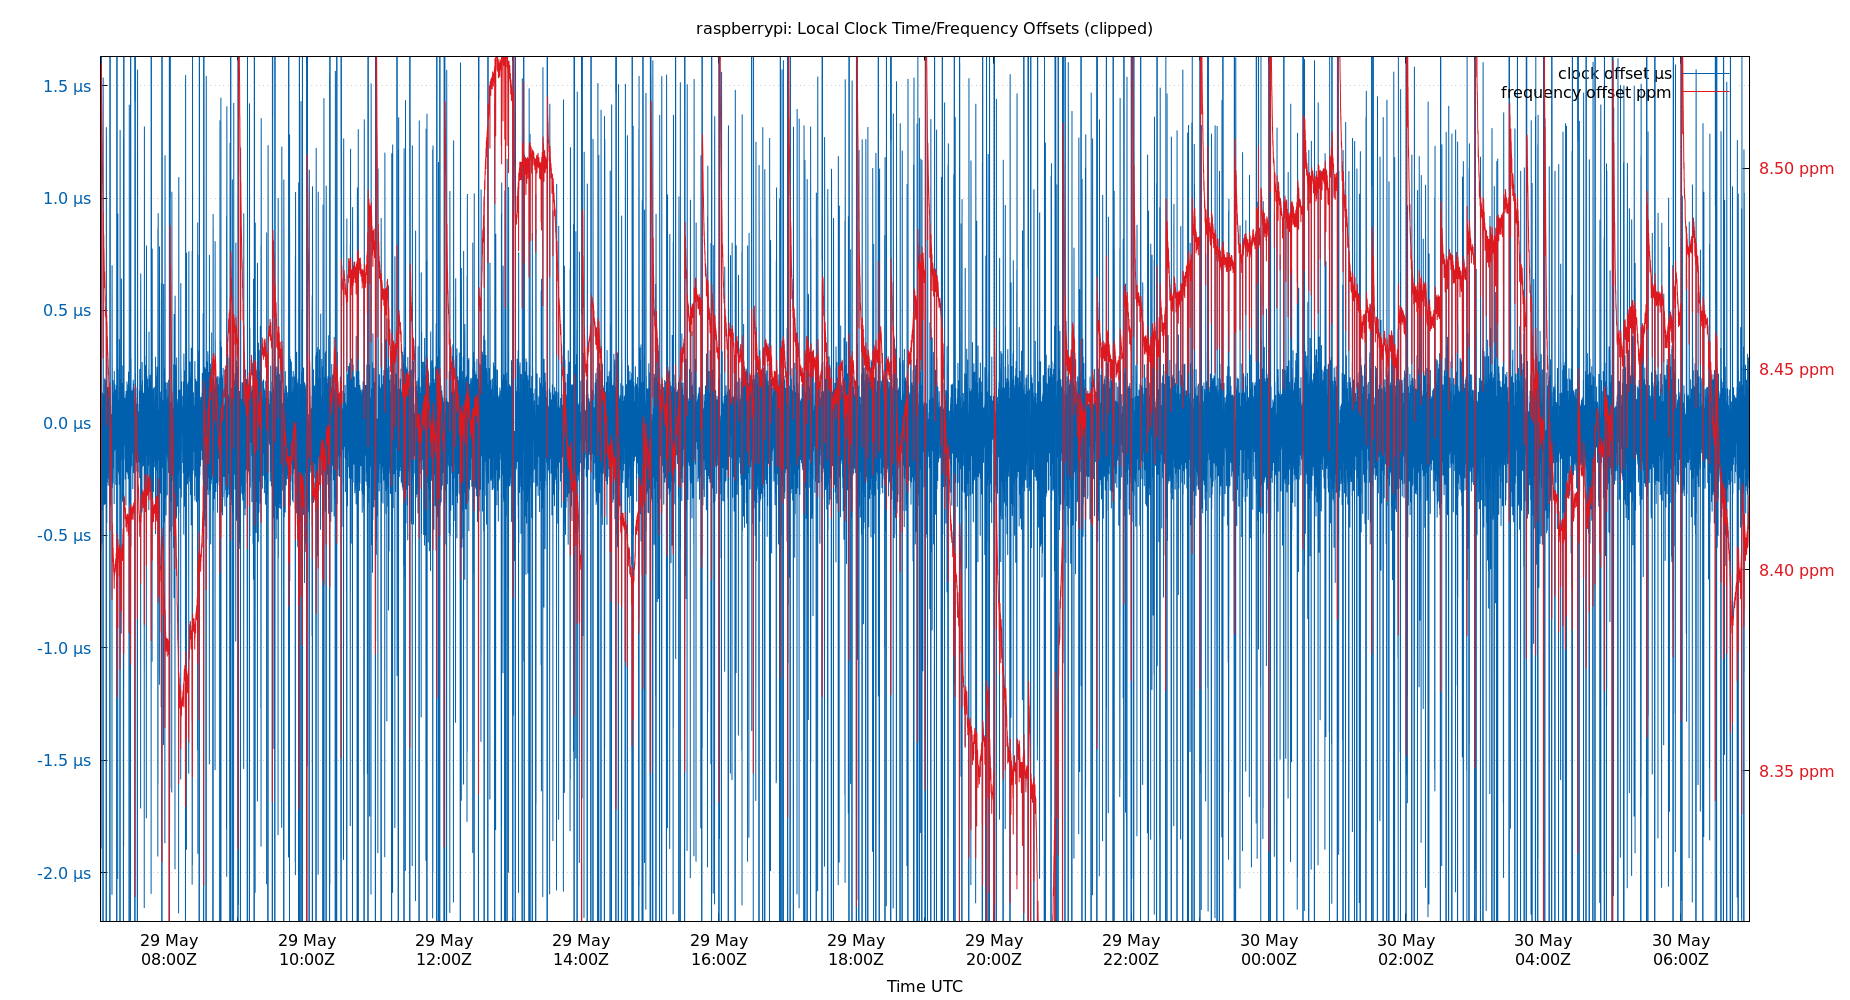 raspberrypi: Local Clock Time/Frequency Offsets (clipped)
clock offset µs
frequency offset ppm
1.5 µs
1.0 µs
0.5 µs
0.0 µs
-0.5 µs
-1.0 µs
-1.5 µs
-2.0 µs
8.50 ppm
8.45 ppm
8.40 ppm
8.35 ppm
29 May
08:00Z
29 May
10:00Z
29 May
12:00Z
29 May
14:00Z
29 May
16:00Z
29 May
18:00Z
29 May
20:00Z
29 May
22:00Z
30 May
00:00Z
30 May
02:00Z
30 May
04:00Z
30 May
06:00Z
Time UTC